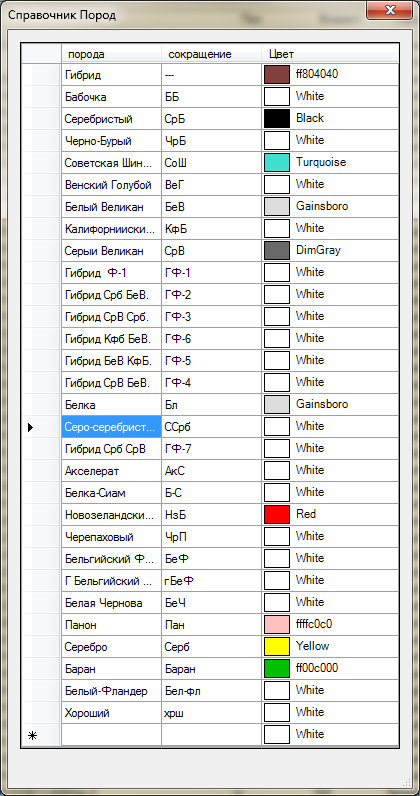 Справочник Пород
порода сокращение Цвет
Гибрид --- ff804040
Бабочка ББ White
Серебристый СрБ Black
Черно-Бурый ЧрБ White
Советская Шин... СоШ Turquoise
Венский Голубой ВеГ White
Белый Великан БеВ Gainsboro
Калифорнииски... КфБ White
Серыи Великан СрВ DimGray
Гибрид Ф-1 ГФ-1 White
Гибрид Срб БеВ. ГФ-2 White
Гибрид СрВ Срб. ГФ-3 White
Гибрид Кфб БеВ. ГФ-6 White
Гибрид БеВ КфБ. ГФ-5 White
Гибрид СрВ БеВ. ГФ-4 White
Белка Бл Gainsboro
Серо-серебрист... ССрб White
Гибрид Срб СрВ ГФ-7 White
Акселерат АкС White
Белка-Сиам Б-С White
Новозеландски... НзБ Red
Черепаховый ЧрП White
Бельгийский Ф... БеФ White
Г Бельгийский ... гБеФ White
Белая Чернова БеЧ White
Панон Пан ffffc0c0
Серебро Серб Yellow
Баран Баран ff00c000
Белый-Фландер Бел-фл White
Хороший хрш White
White